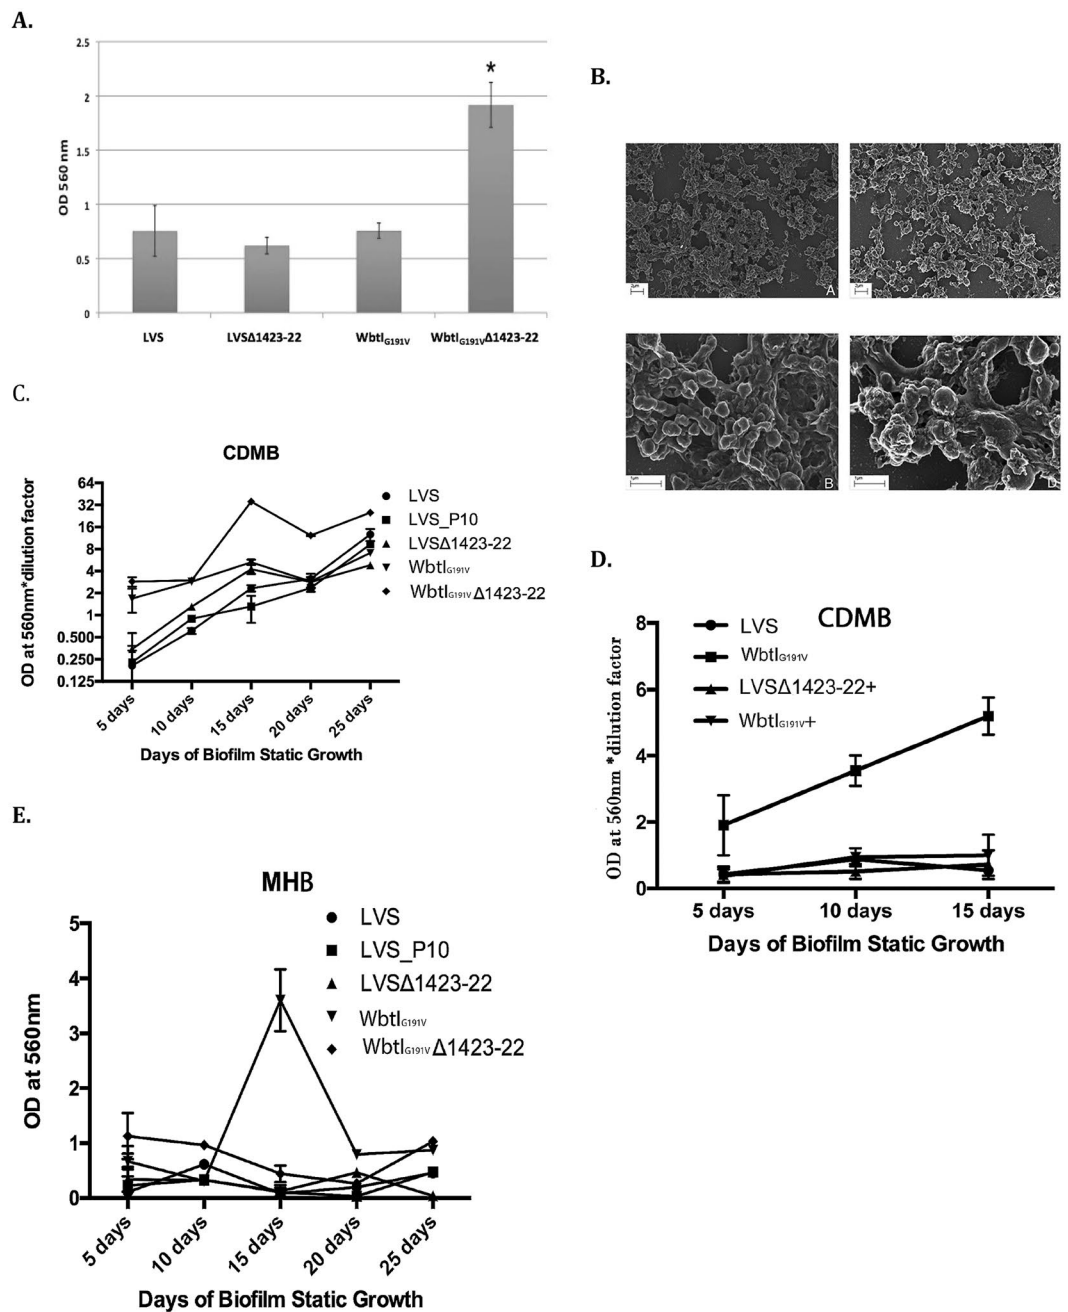 A.
2.5
2
1.5
1
0.5
0
OD 560 nm
*
LVS
LVSΔ1423-22
WbtIG191V
WbtIG191VΔ1423-22
B.
2µm
A
2µm
C
1µm
B
1µm
D
C.
CDMB
64
32
16
8
4
2
1
0.500
0.250
0.125
OD at 560nm*dilution factor
5 days
10 days
15 days
20 days
25 days
Days of Biofilm Static Growth
LVS
LVS_P10
LVSΔ1423-22
WbtIG191V
WbtIG191VΔ1423-22
D.
CDMB
8
6
4
2
0
OD at 560nm *dilution factor
LVS
WbtIG191V
LVSΔ1423-22+
WbtIG191V+
5 days
10 days
15 days
Days of Biofilm Static Growth
E.
MHB
5
4
3
2
1
0
OD at 560nm
LVS
LVS_P10
LVSΔ1423-22
WbtIG191V
WbtIG191VΔ1423-22
5 days
10 days
15 days
20 days
25 days
Days of Biofilm Static Growth